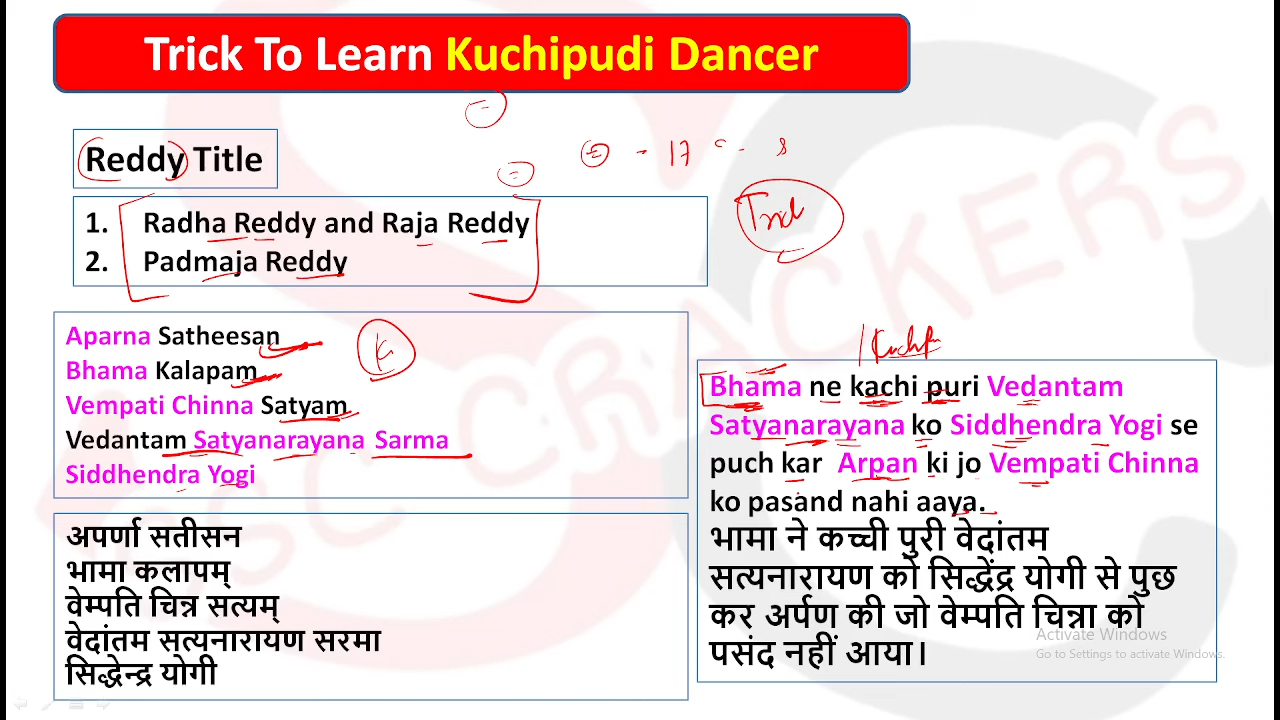 Trick To Learn Kuchipudi Dancer
Reddy Title
17
1. Radha Reddy and Raja Reddy
2. Padmaja Reddy
Aparna Satheesan
Bhama Kalapam
K
Vempati Chinna Satyam
Vedantam Satyanarayana Sarma
Siddhendra Yogi
अपर्णा सतीसन
भामा कलापम्
वेम्पति चिन्न सत्यम्
वेदांतम सत्यनारायण सरमा
सिद्धेन्द्र योगी
Bhama ne kachi puri Vedantam
Satyanarayana ko Siddhendra Yogi se
puch kar Arpan ki jo Vempati Chinna
ko pasand nahi aaya.
भामा ने कच्ची पुरी वेदांतम
सत्यनारायण को सिद्धेंद्र योगी से पुछ
कर अर्पण की जो वेम्पति चिन्ना को
पसंद नहीं आया।
Activate Windows
Go to Settings to activate Windows.
SSC CRACKERS